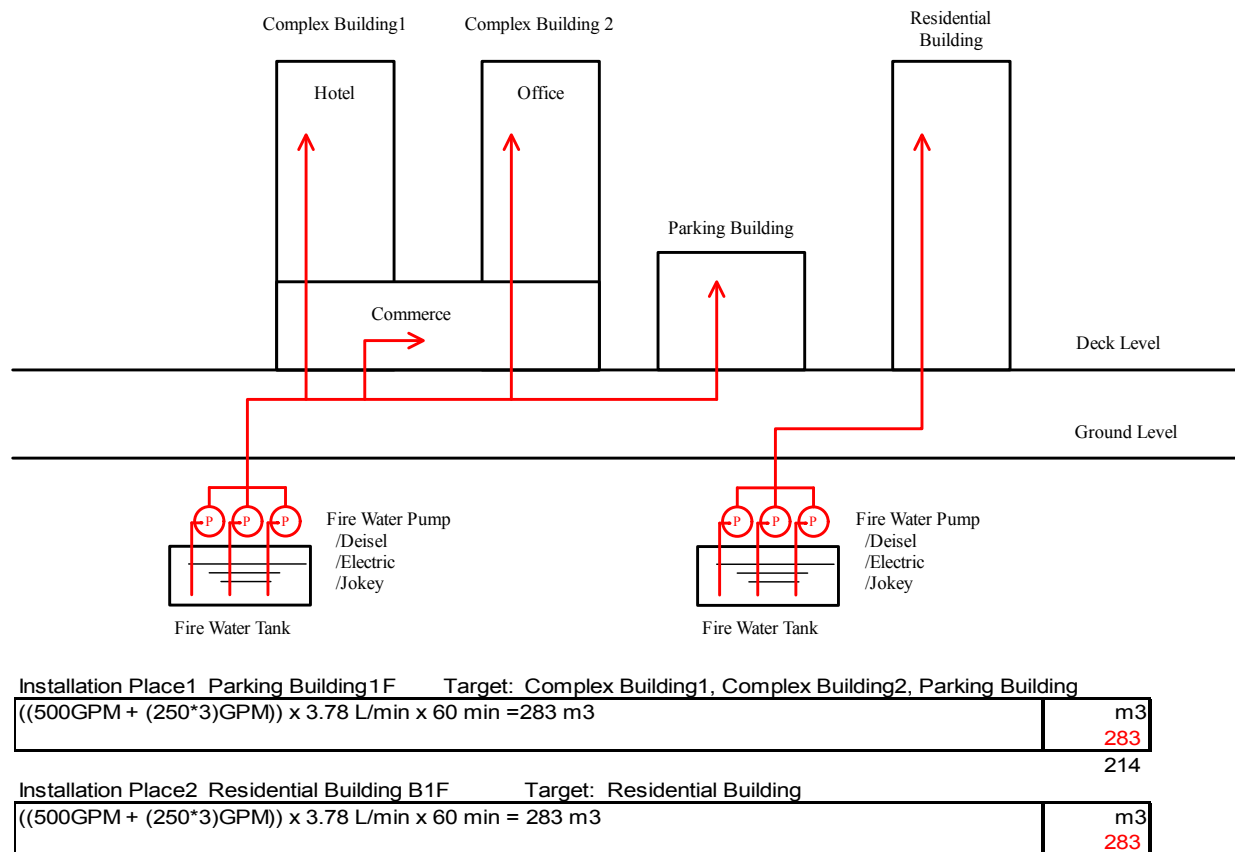 Complex Building1
Complex Building 2
Residential
Building
Hotel
Office
Parking Building
Commerce
Deck Level
Ground Level
P P P
Fire Water Pump
/Deisel
/Electric
/Jokey
Fire Water Tank
P P P
Fire Water Pump
/Deisel
/Electric
/Jokey
Fire Water Tank
Installation Place1 Parking Building1F Target: Complex Building1, Complex Building2, Parking Building
((500GPM + (250*3)GPM)) x 3.78 L/min x 60 min =283 m3 m3
283
214
Installation Place2 Residential Building B1F Target: Residential Building
((500GPM + (250*3)GPM)) x 3.78 L/min x 60 min = 283 m3 m3
283